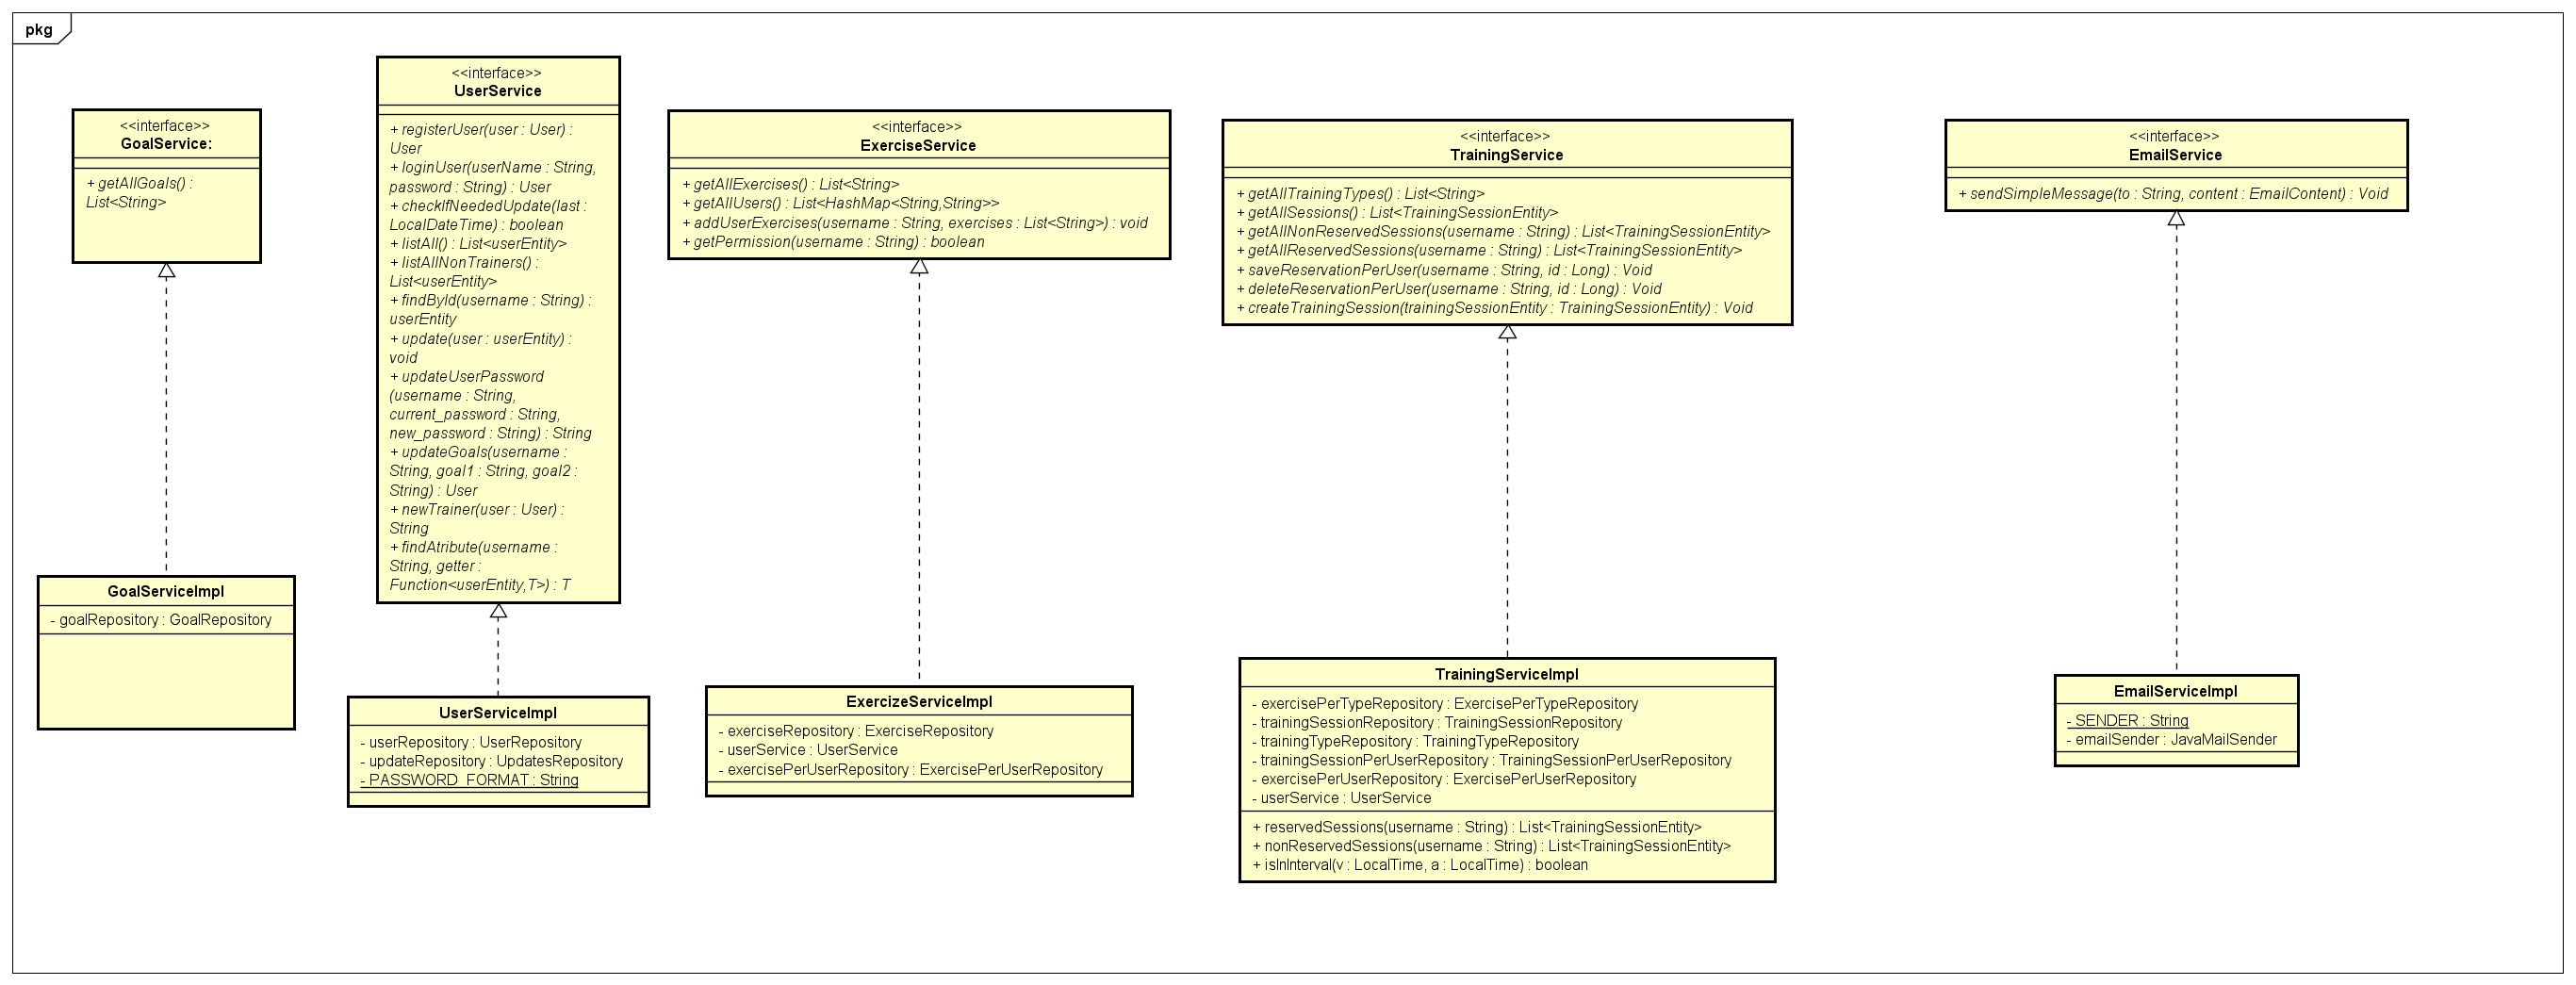 pkg
<<interface>>
GoalService:
+ getAllGoals() :
List<String>
<<interface>>
UserService
+ registerUser(user : User) :
User
+ loginUser(userName : String,
password : String) : User
+ checkIfNeededUpdate(last :
LocalDateTime) : boolean
+ listAll() : List<userEntity>
+ listAllNonTrainers() :
List<userEntity>
+ findById(username : String) :
userEntity
+ update(user : userEntity) :
void
+ updateUserPassword
(username : String,
current_password : String,
new_password : String) : String
+ updateGoals(username :
String, goal1 : String, goal2 :
String) : User
+ newTrainer(user : User) :
String
+ findAtribute(username :
String, getter :
Function<userEntity,T>) : T
<<interface>>
ExerciseService
+ getAllExercises() : List<String>
+ getAllUsers() : List<HashMap<String,String>>
+ addUserExercises(username : String, exercises : List<String>) : void
+ getPermission(username : String) : boolean
<<interface>>
TrainingService
+ getAllTrainingTypes() : List<String>
+ getAllSessions() : List<TrainingSessionEntity>
+ getAllNonReservedSessions(username : String) : List<TrainingSessionEntity>
+ getAllReservedSessions(username : String) : List<TrainingSessionEntity>
+ saveReservationPerUser(username : String, id : Long) : Void
+ deleteReservationPerUser(username : String, id : Long) : Void
+ createTrainingSession(trainingSessionEntity : TrainingSessionEntity) : Void
<<interface>>
EmailService
+ sendSimpleMessage(to : String, content : EmailContent) : Void
GoalServiceImpl
- goalRepository : GoalRepository
UserServiceImpl
- userRepository : UserRepository
- updateRepository : UpdatesRepository
- PASSWORD_FORMAT : String
ExercizeServiceImpl
- exerciseRepository : ExerciseRepository
- userService : UserService
- exercisePerUserRepository : ExercisePerUserRepository
TrainingServiceImpl
- exercisePerTypeRepository : ExercisePerTypeRepository
- trainingSessionRepository : TrainingSessionRepository
- trainingTypeRepository : TrainingTypeRepository
- trainingSessionPerUserRepository : TrainingSessionPerUserRepository
- exercisePerUserRepository : ExercisePerUserRepository
- userService : UserService
+ reservedSessions(username : String) : List<TrainingSessionEntity>
+ nonReservedSessions(username : String) : List<TrainingSessionEntity>
+ isInInterval(v : LocalTime, a : LocalTime) : boolean
EmailServiceImpl
- SENDER : String
- emailSender : JavaMailSender